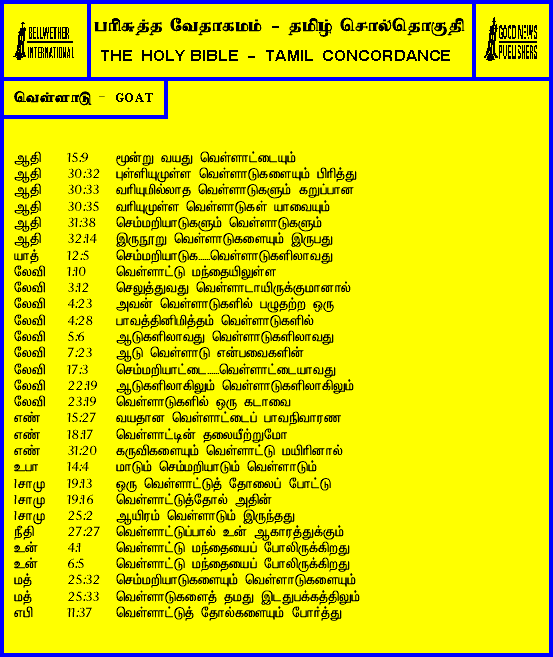 BELLWETHER INTERNATIONAL
பரிசுத்த வேதாகமம் - தமிழ் சொல்தொகுதி
THE HOLY BIBLE - TAMIL CONCORDANCE
GOOD NEWS PUBLISHERS
வெள்ளாடு - GOAT
ஆதி 15:9 மூன்று வயது வெள்ளாட்டையும்
ஆதி 30:32 புள்ளியுமுள்ள வெள்ளாடுகளையும் பிரித்து
ஆதி 30:33 வரியுமில்லாத வெள்ளாடுகளும் கறுப்பான
ஆதி 30:35 வரியுமுள்ள வெள்ளாடுகள் யாவையும்
ஆதி 31:38 செம்மறியாடுகளும் வெள்ளாடுகளும்
ஆதி 32:14 இருநூறு வெள்ளாடுகளையும் இருபது
யாத் 12:5 செம்மறியாடுக.....வெள்ளாடுகளிலாவது
லேவி 1:10 வெள்ளாட்டு மந்தையிலுள்ள
லேவி 3:12 செலுத்துவது வெள்ளாடாயிருக்குமானால்
லேவி 4:23 அவன் வெள்ளாடுகளில் பழுதற்ற ஒரு
லேவி 4:28 பாவத்தினிமித்தம் வெள்ளாடுகளில்
லேவி 5:6 ஆடுகளிலாவது வெள்ளாடுகளிலாவது
லேவி 7:23 ஆடு வெள்ளாடு என்பவைகளின்
லேவி 17:3 செம்மறியாட்டை.....வெள்ளாட்டையாவது
லேவி 22:19 ஆடுகளிலாகிலும் வெள்ளாடுகளிலாகிலும்
லேவி 23:19 வெள்ளாடுகளில் ஒரு கடாவை
எண் 15:27 வயதான வெள்ளாட்டைப் பாவநிவாரண
எண் 18:17 வெள்ளாட்டின் தலையீற்றுமோ
எண் 31:20 கருவிகளையும் வெள்ளாட்டு மயிரினால்
உபா 14:4 மாடும் செம்மறியாடும் வெள்ளாடும்
1சாமு 19:13 ஒரு வெள்ளாட்டுத் தோலைப் போட்டு
1சாமு 19:16 வெள்ளாட்டுத்தோல் அதின்
1சாமு 25:2 ஆயிரம் வெள்ளாடும் இருந்தது
நீதி 27:27 வெள்ளாட்டுப்பால் உன் ஆகாரத்துக்கும்
உன் 4:1 வெள்ளாட்டு மந்தையைப் போலிருக்கிறது
உன் 6:5 வெள்ளாட்டு மந்தையைப் போலிருக்கிறது
மத் 25:32 செம்மறியாடுகளையும் வெள்ளாடுகளையும்
மத் 25:33 வெள்ளாடுகளைத் தமது இடதுபக்கத்திலும்
எபி 11:37 வெள்ளாட்டுத் தோல்களையும் போர்த்து